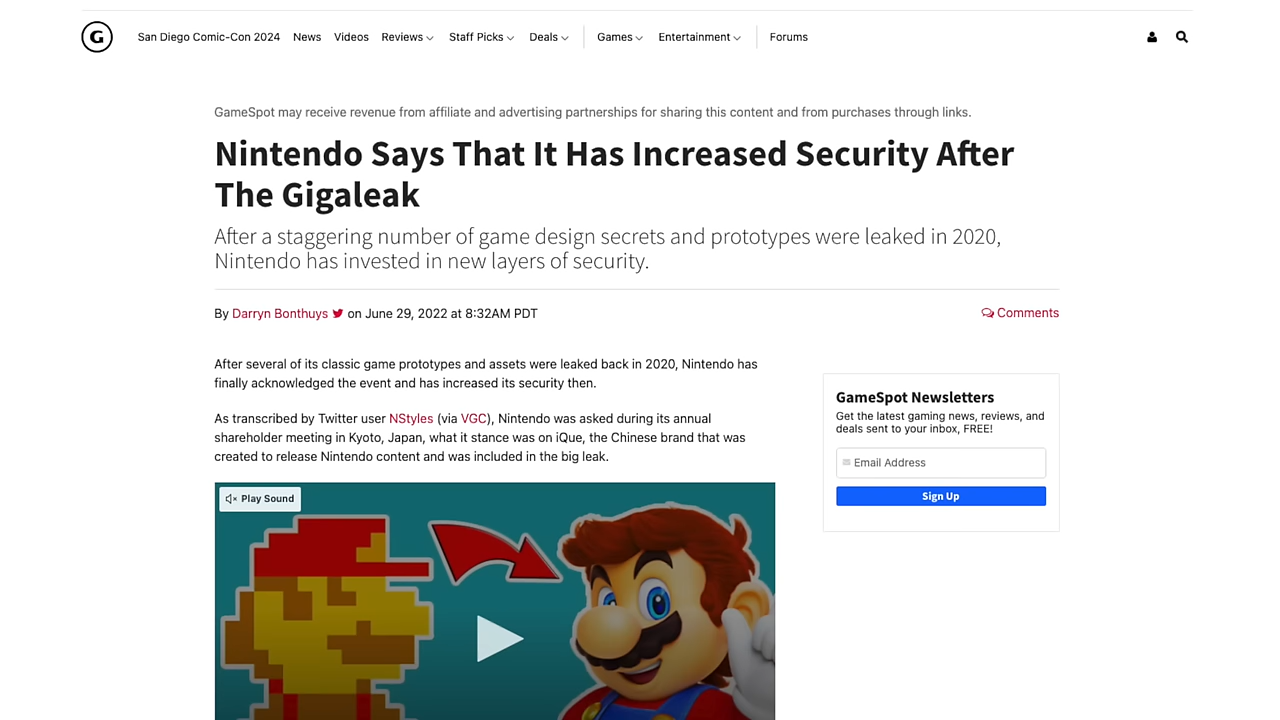 G
San Diego Comic-Con 2024 News Videos Reviews Staff Picks Deals Games Entertainment Forums
GameSpot may receive revenue from affiliate and advertising partnerships for sharing this content and from purchases through links.
Nintendo Says That It Has Increased Security After
The Gigaleak
After a staggering number of game design secrets and prototypes were leaked in 2020,
Nintendo has invested in new layers of security.
By Darryn Bonthuys on June 29, 2022 at 8:32AM PDT
Comments
After several of its classic game prototypes and assets were leaked back in 2020, Nintendo has
finally acknowledged the event and has increased its security then.
As transcribed by Twitter user NStyles (via VGC), Nintendo was asked during its annual
shareholder meeting in Kyoto, Japan, what it stance was on iQue, the Chinese brand that was
created to release Nintendo content and was included in the big leak.
Play Sound
GameSpot Newsletters
Get the latest gaming news, reviews, and
deals sent to your inbox, FREE!
Email Address
Sign Up